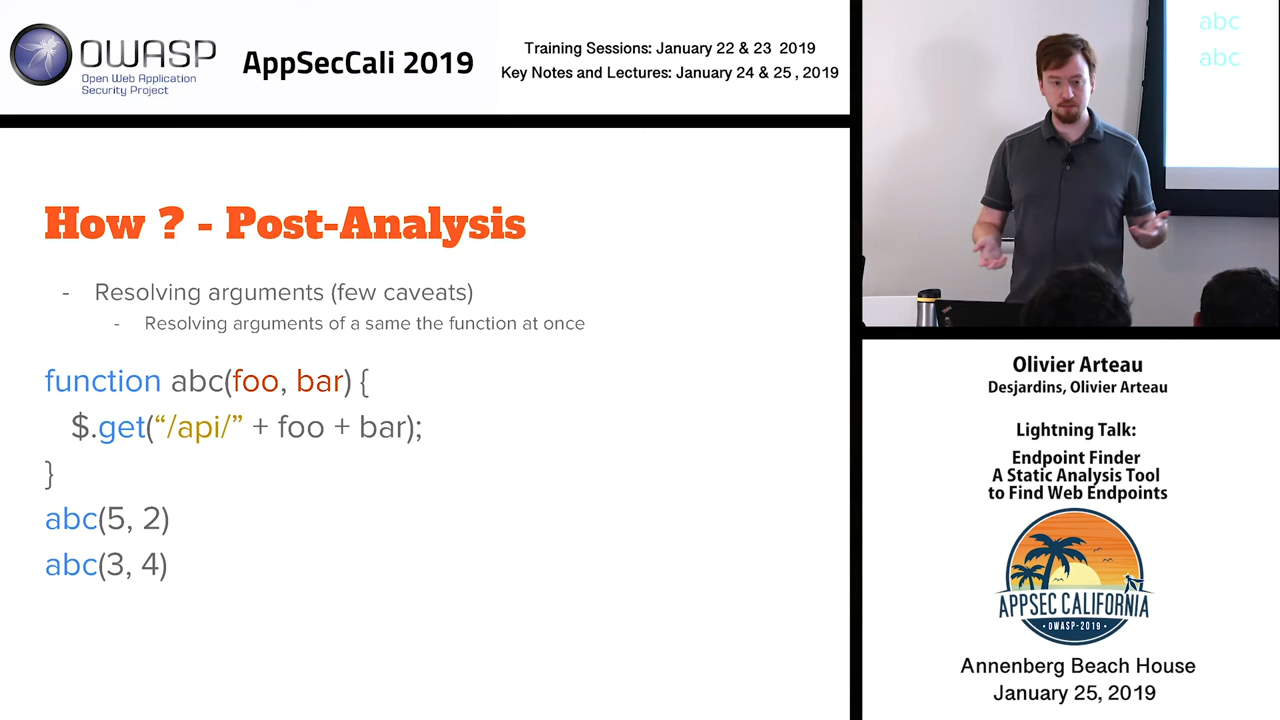 OWASP
Open Web Application
Security Project
AppSecCali 2019
Training Sessions: January 22 & 23 2019
Key Notes and Lectures: January 24 & 25 , 2019
How ? - Post-Analysis
- Resolving arguments (few caveats)
- Resolving arguments of a same the function at once
function abc(foo, bar) {
$.get(“/api/” + foo + bar);
}
abc(5, 2)
abc(3, 4)
abc
abc
Olivier Arteau
Desjardins, Olivier Arteau
Lightning Talk:
Endpoint Finder
A Static Analysis Tool
to Find Web Endpoints
APPSEC CALIFORNIA
• OWASP-2019 •
Annenberg Beach House
January 25, 2019